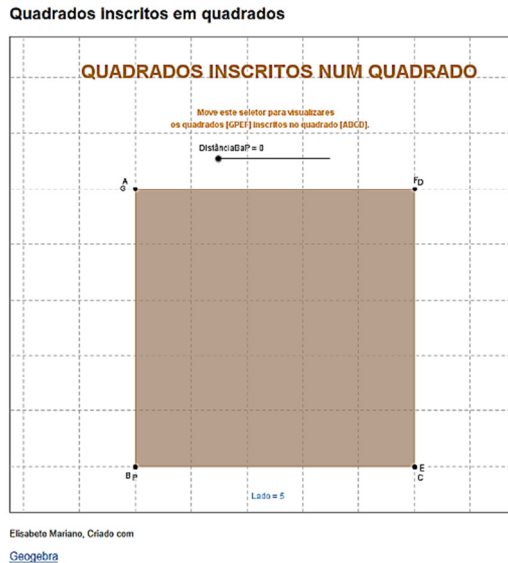 Quadrados inscritos em quadrados
QUADRADOS INSCRITOS NUM QUADRADO
Move este seletor para visualizares
os quadrados [GPEF] inscritos no quadrado [ABCD].
DistânciaBaP = 0
A
G
F D
B P
E
C
Lado = 5
Elisabete Mariano, Criado com
Geogebra